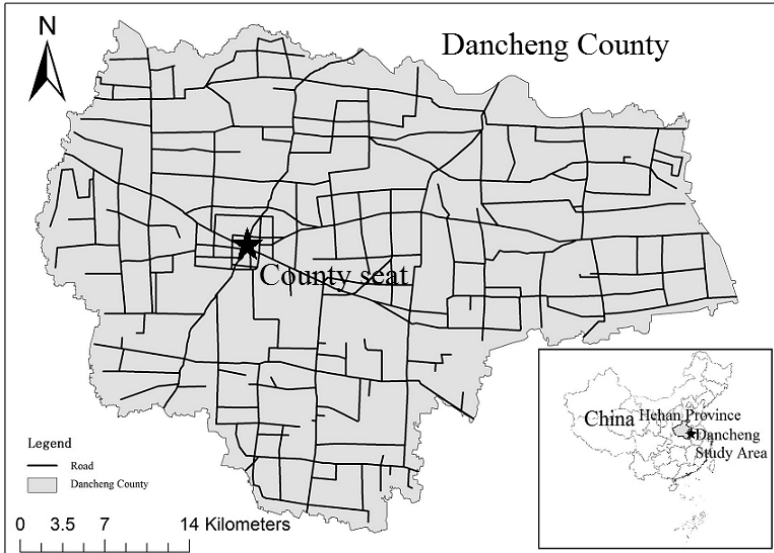 N
Dancheng County
County seat
Legend
Road
Dancheng County
0 3.5 7 14 Kilometers
China
Hehan Province
Dancheng
Study Area